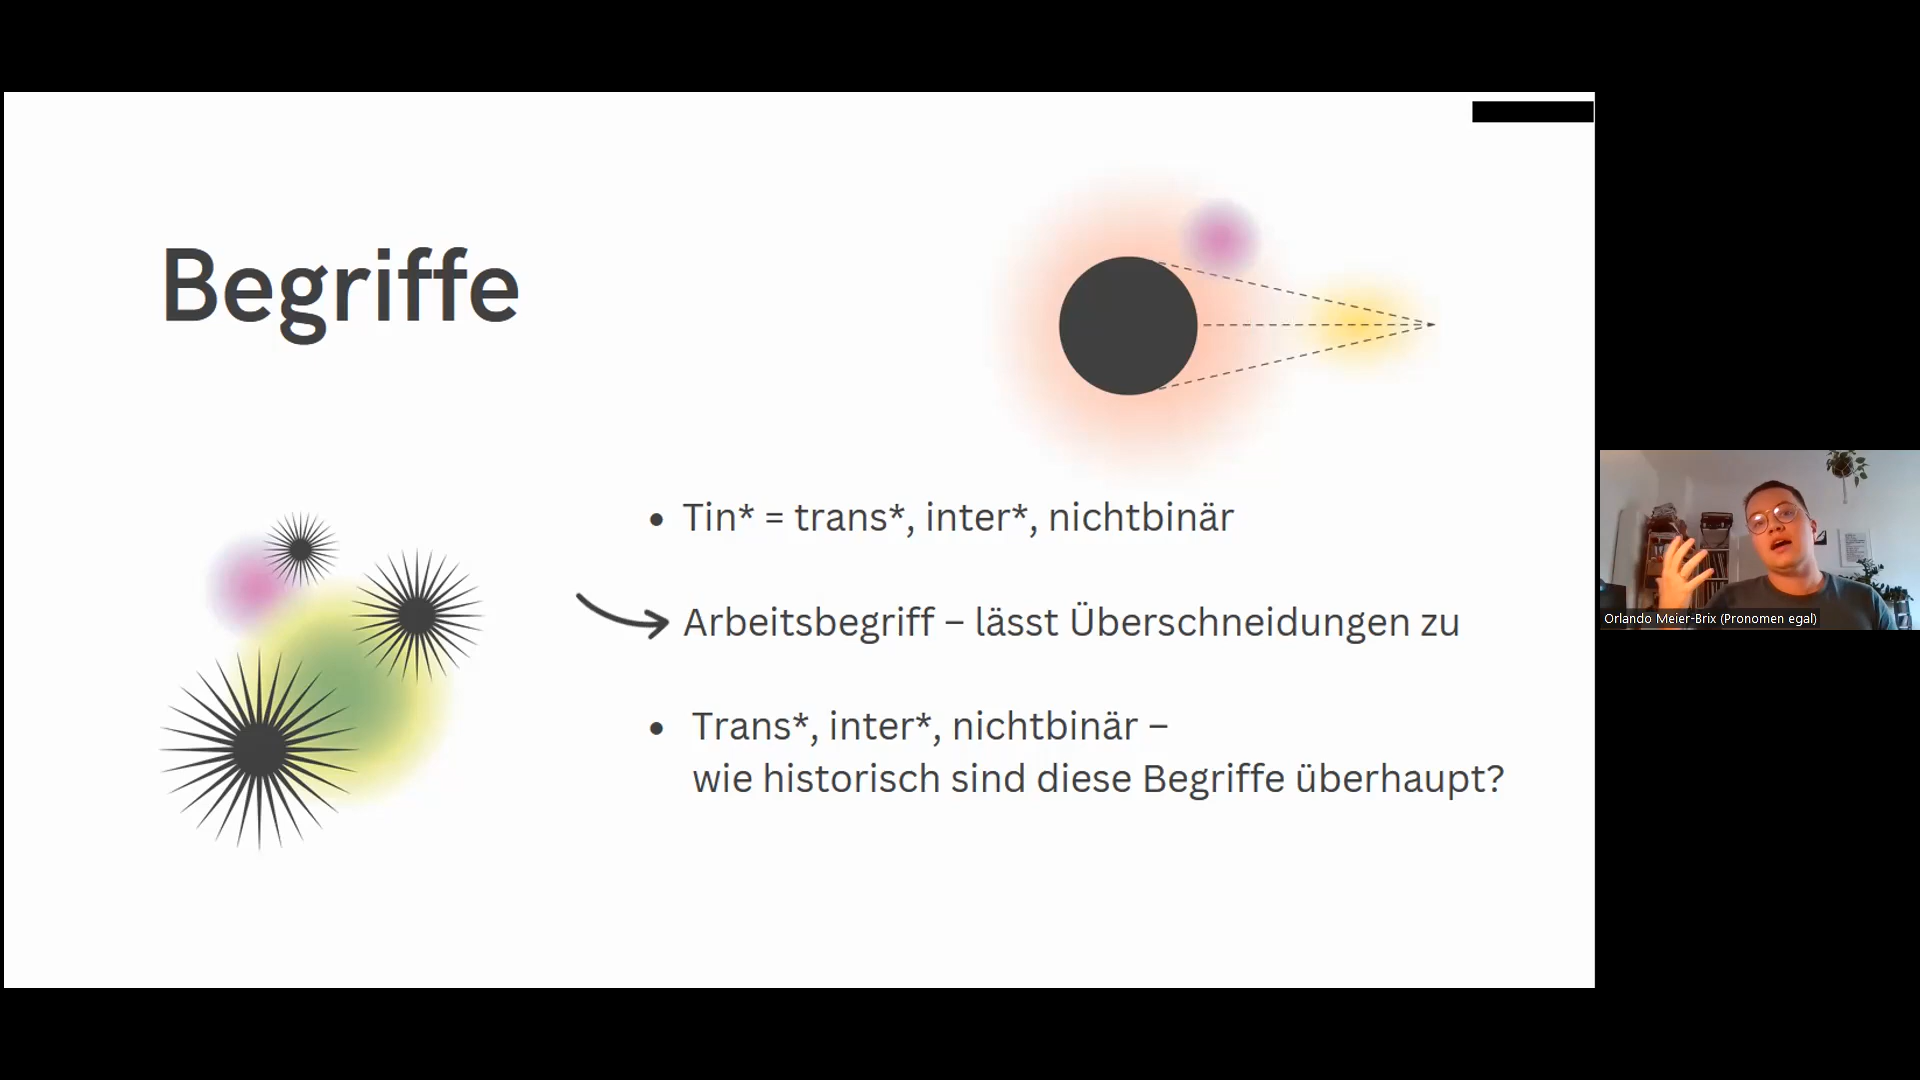 Begriffe
Tin* = trans*, inter*, nichtbinär
Arbeitsbegriff – lässt Überschneidungen zu
Trans*, inter*, nichtbinär –
wie historisch sind diese Begriffe überhaupt?
Orlando Meier-Brix (Pronomen egal)